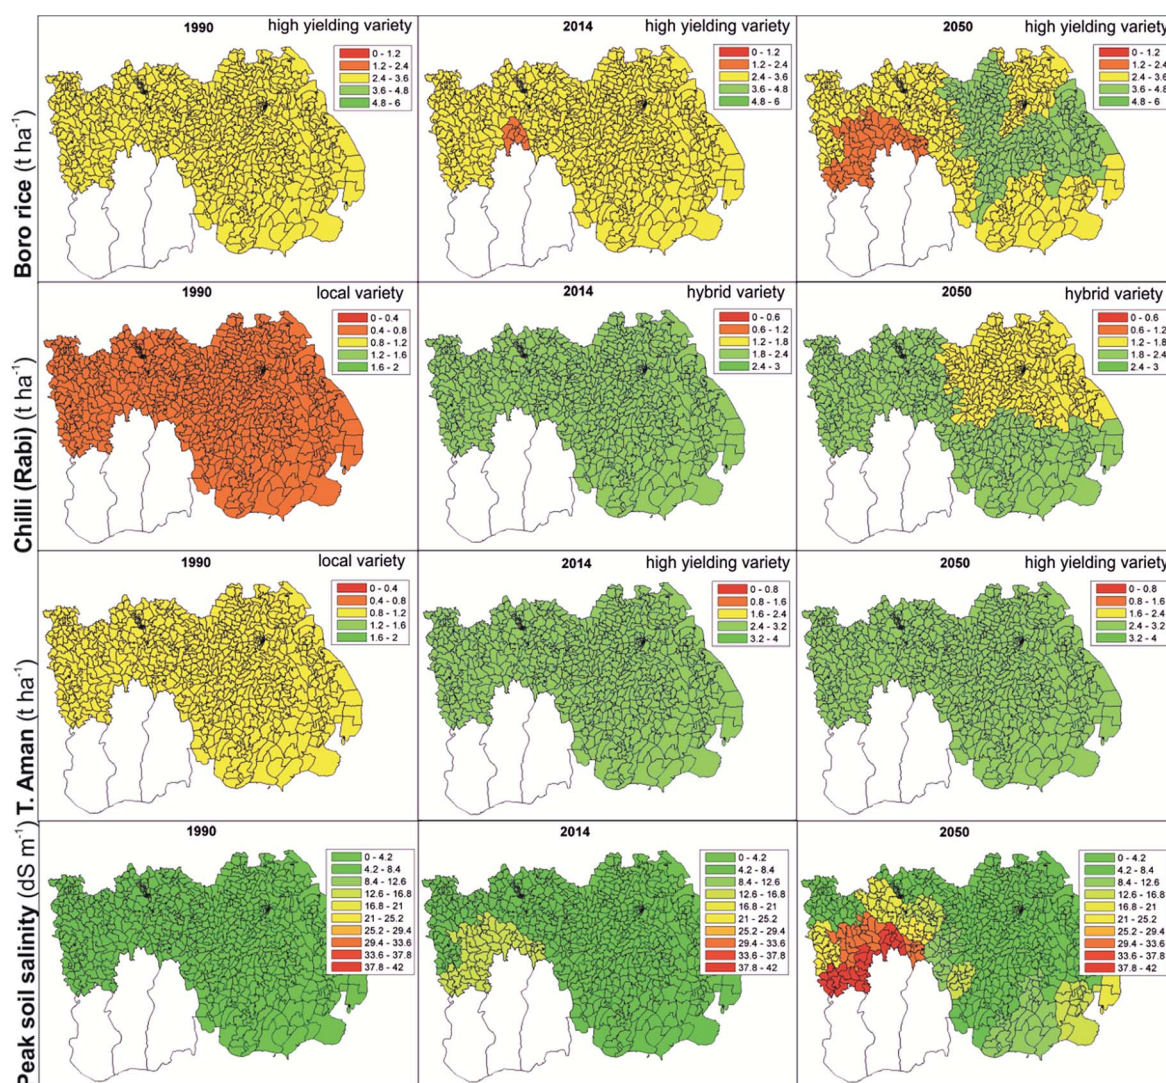 1990 high yielding variety
0 - 1.2
1.2 - 2.4
2.4 - 3.6
3.6 - 4.8
4.8 - 6
2014 high yielding variety
0 - 1.2
1.2 - 2.4
2.4 - 3.6
3.6 - 4.8
4.8 - 6
2050 high yielding variety
0 - 1.2
1.2 - 2.4
2.4 - 3.6
3.6 - 4.8
4.8 - 6
Boro rice (t ha⁻¹)
1990 local variety
0 - 0.4
0.4 - 0.8
0.8 - 1.2
1.2 - 1.6
1.6 - 2
2014 hybrid variety
0 - 0.6
0.6 - 1.2
1.2 - 1.8
1.8 - 2.4
2.4 - 3
2050 hybrid variety
0 - 0.6
0.6 - 1.2
1.2 - 1.8
1.8 - 2.4
2.4 - 3
Chilli (Rabi) (t ha⁻¹)
1990 local variety
0 - 0.4
0.4 - 0.8
0.8 - 1.2
1.2 - 1.6
1.6 - 2
2014 high yielding variety
0 - 0.8
0.8 - 1.6
1.6 - 2.4
2.4 - 3.2
3.2 - 4
2050 high yielding variety
0 - 0.8
0.8 - 1.6
1.6 - 2.4
2.4 - 3.2
3.2 - 4
T. Aman (t ha⁻¹)
1990
0 - 4.2
4.2 - 8.4
8.4 - 12.6
12.6 - 16.8
16.8 - 21
21 - 25.2
25.2 - 29.4
29.4 - 33.6
33.6 - 37.8
37.8 - 42
2014
0 - 4.2
4.2 - 8.4
8.4 - 12.6
12.6 - 16.8
16.8 - 21
21 - 25.2
25.2 - 29.4
29.4 - 33.6
33.6 - 37.8
37.8 - 42
2050
0 - 4.2
4.2 - 8.4
8.4 - 12.6
12.6 - 16.8
16.8 - 21
21 - 25.2
25.2 - 29.4
29.4 - 33.6
33.6 - 37.8
37.8 - 42
Peak soil salinity (dS m⁻¹)